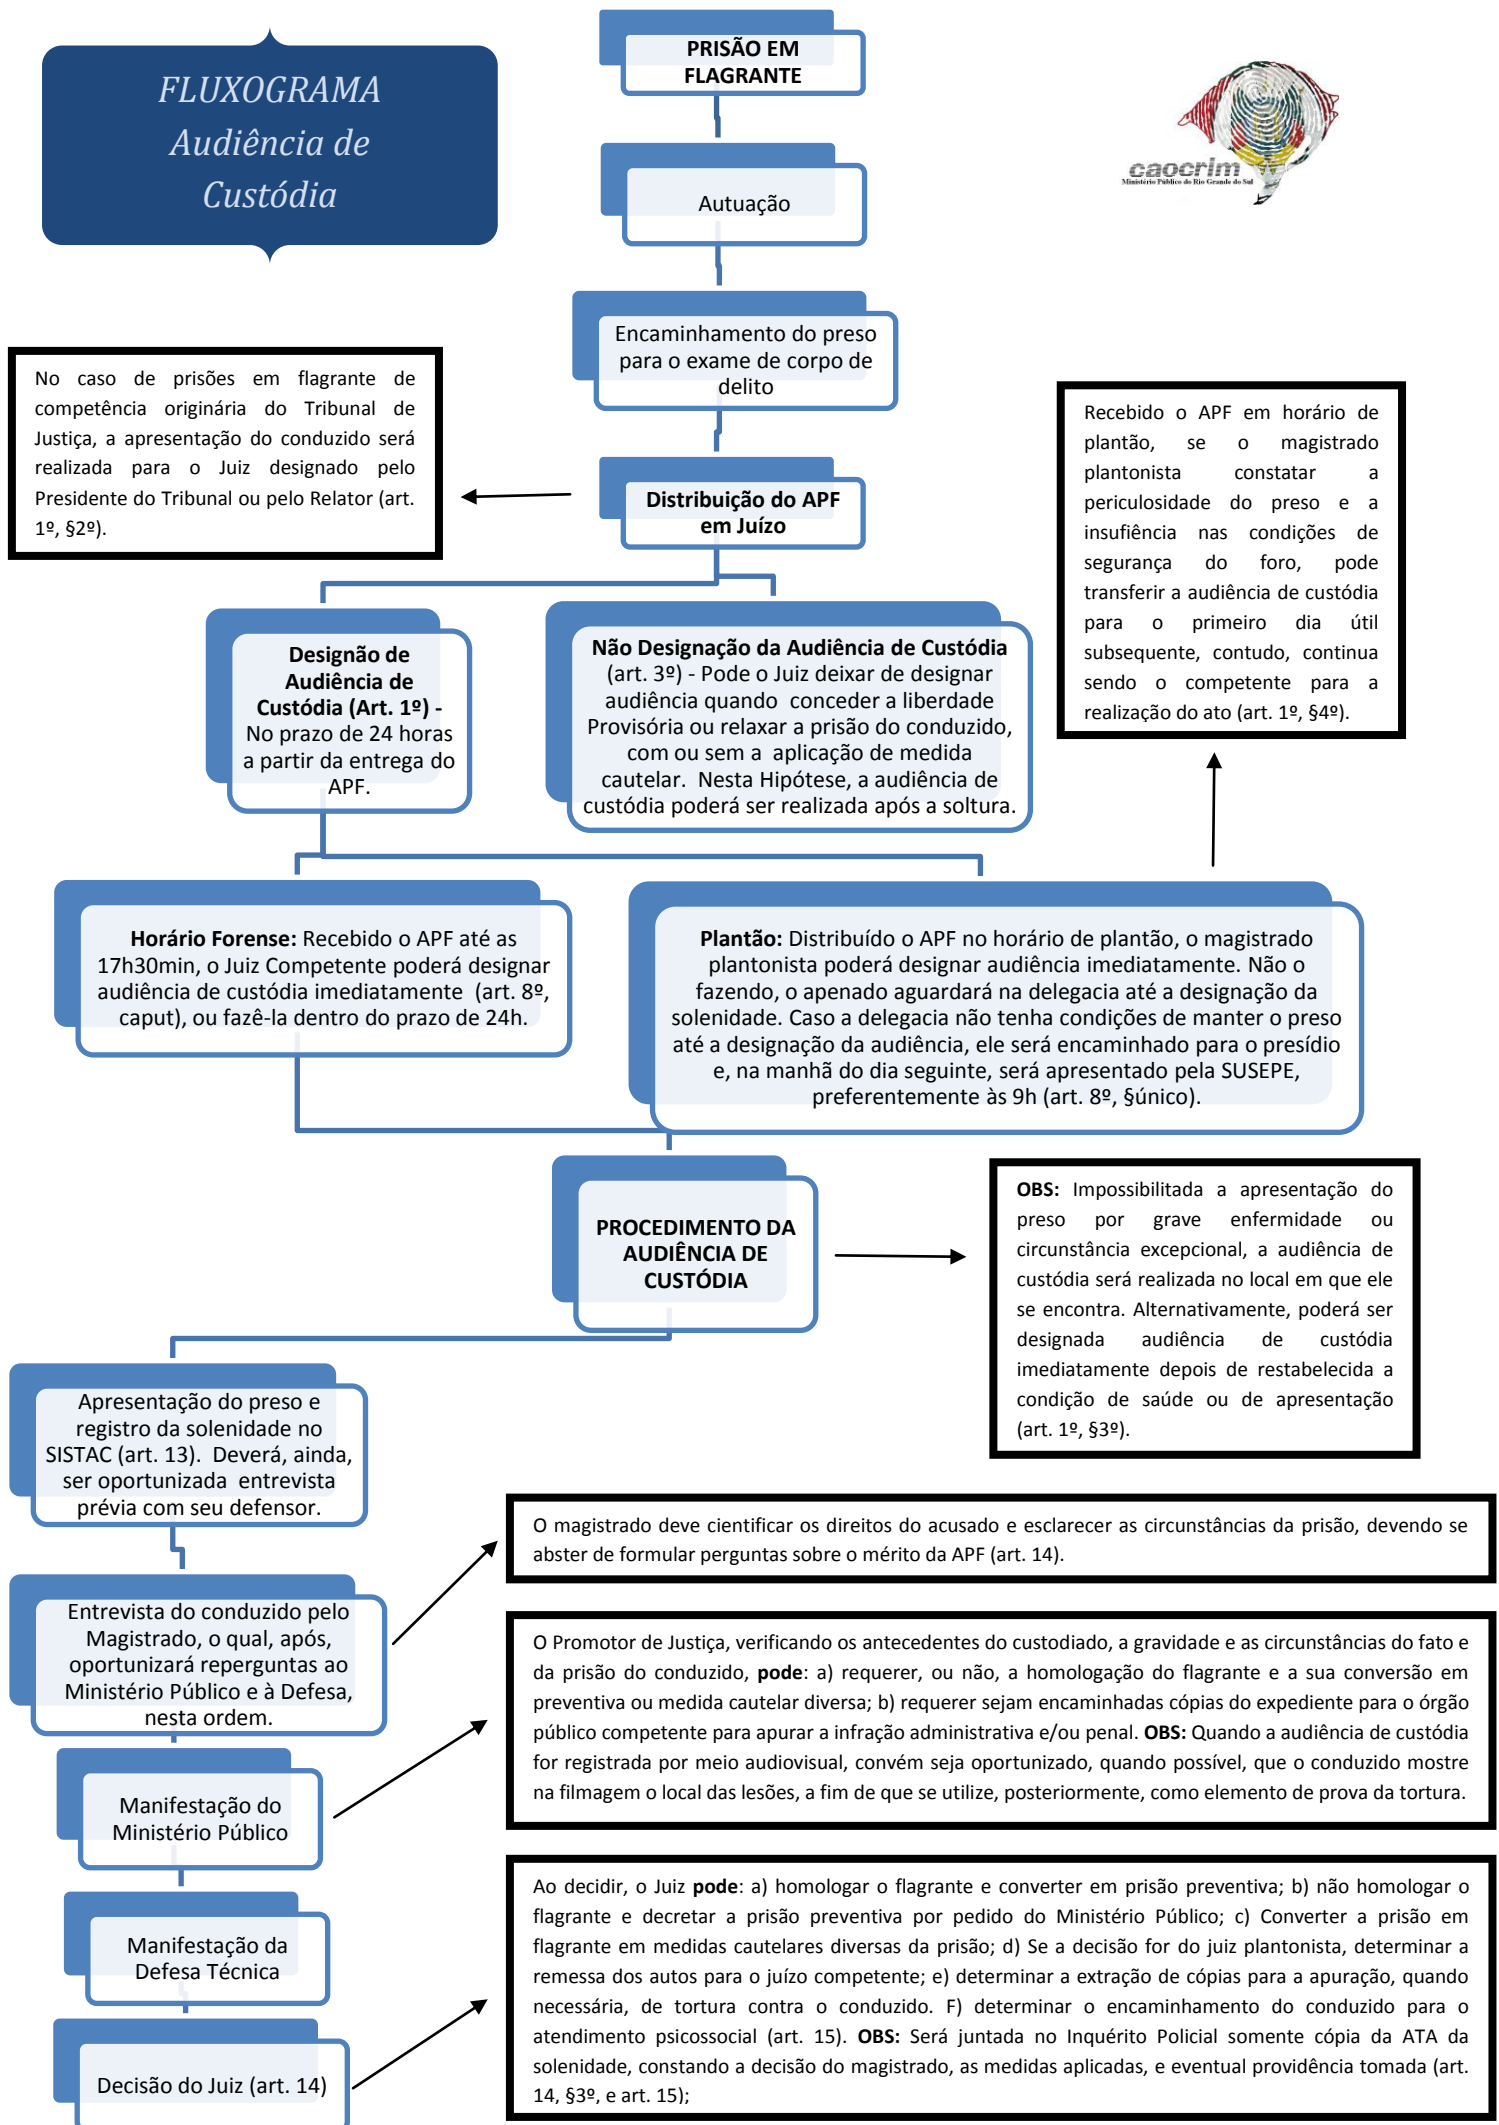 FLUXOGRAMA
Audiência de
Custódia
PRISÃO EM
FLAGRANTE
caocrim
Ministério Público do Rio Grande do Sul
Autuação
Encaminhamento do preso
para o exame de corpo de
delito
No caso de prisões em flagrante de
competência originária do Tribunal de
Justiça, a apresentação do conduzido será
realizada para o Juiz designado pelo
Presidente do Tribunal ou pelo Relator (art.
1º, §2º).
Distribuição do APF
em Juízo
Recebido o APF em horário de
plantão, se o magistrado
plantonista constatar a
periculosidade do preso e a
insufiência nas condições de
segurança do foro, pode
transferir a audiência de custódia
para o primeiro dia útil
subsequente, contudo, continua
sendo o competente para a
realização do ato (art. 1º, §4º).
Designão de
Audiência de
Custódia (Art. 1º) -
No prazo de 24 horas
a partir da entrega do
APF.
Não Designação da Audiência de Custódia
(art. 3º) - Pode o Juiz deixar de designar
audiência quando conceder a liberdade
Provisória ou relaxar a prisão do conduzido,
com ou sem a aplicação de medida
cautelar. Nesta Hipótese, a audiência de
custódia poderá ser realizada após a soltura.
Horário Forense: Recebido o APF até as
17h30min, o Juiz Competente poderá designar
audiência de custódia imediatamente (art. 8º,
caput), ou fazê-la dentro do prazo de 24h.
Plantão: Distribuído o APF no horário de plantão, o magistrado
plantonista poderá designar audiência imediatamente. Não o
fazendo, o apenado aguardará na delegacia até a designação da
solenidade. Caso a delegacia não tenha condições de manter o preso
até a designação da audiência, ele será encaminhado para o presídio
e, na manhã do dia seguinte, será apresentado pela SUSEPE,
preferentemente às 9h (art. 8º, §único).
PROCEDIMENTO DA
AUDIÊNCIA DE
CUSTÓDIA
OBS: Impossibilitada a apresentação do
preso por grave enfermidade ou
circunstância excepcional, a audiência de
custódia será realizada no local em que ele
se encontra. Alternativamente, poderá ser
designada audiência de custódia
imediatamente depois de restabelecida a
condição de saúde ou de apresentação
(art. 1º, §3º).
Apresentação do preso e
registro da solenidade no
SISTAC (art. 13). Deverá, ainda,
ser oportunizada entrevista
prévia com seu defensor.
O magistrado deve cientificar os direitos do acusado e esclarecer as circunstâncias da prisão, devendo se
abster de formular perguntas sobre o mérito da APF (art. 14).
Entrevista do conduzido pelo
Magistrado, o qual, após,
oportunizará reperguntas ao
Ministério Público e à Defesa,
nesta ordem.
O Promotor de Justiça, verificando os antecedentes do custodiado, a gravidade e as circunstâncias do fato e
da prisão do conduzido, pode: a) requerer, ou não, a homologação do flagrante e a sua conversão em
preventiva ou medida cautelar diversa; b) requerer sejam encaminhadas cópias do expediente para o órgão
público competente para apurar a infração administrativa e/ou penal. OBS: Quando a audiência de custódia
for registrada por meio audiovisual, convém seja oportunizado, quando possível, que o conduzido mostre
na filmagem o local das lesões, a fim de que se utilize, posteriormente, como elemento de prova da tortura.
Manifestação do
Ministério Público
Manifestação da
Defesa Técnica
Ao decidir, o Juiz pode: a) homologar o flagrante e converter em prisão preventiva; b) não homologar o
flagrante e decretar a prisão preventiva por pedido do Ministério Público; c) Converter a prisão em
flagrante em medidas cautelares diversas da prisão; d) Se a decisão for do juiz plantonista, determinar a
remessa dos autos para o juízo competente; e) determinar a extração de cópias para a apuração, quando
necessária, de tortura contra o conduzido. F) determinar o encaminhamento do conduzido para o
atendimento psicossocial (art. 15). OBS: Será juntada no Inquérito Policial somente cópia da ATA da
solenidade, constando a decisão do magistrado, as medidas aplicadas, e eventual providência tomada (art.
14, §3º, e art. 15);
Decisão do Juiz (art. 14)